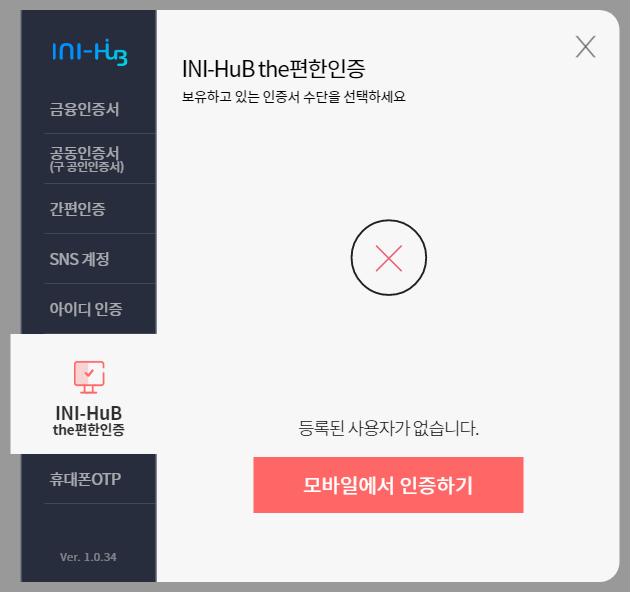 INI-HUB
금융인증서
공동인증서
(구 공인인증서)
간편인증
SNS 계정
아이디 인증
INI-HuB
the편한인증
휴대폰OTP
Ver. 1.0.34
INI-HuB the편한인증
보유하고 있는 인증서 수단을 선택하세요
등록된 사용자가 없습니다.
모바일에서 인증하기